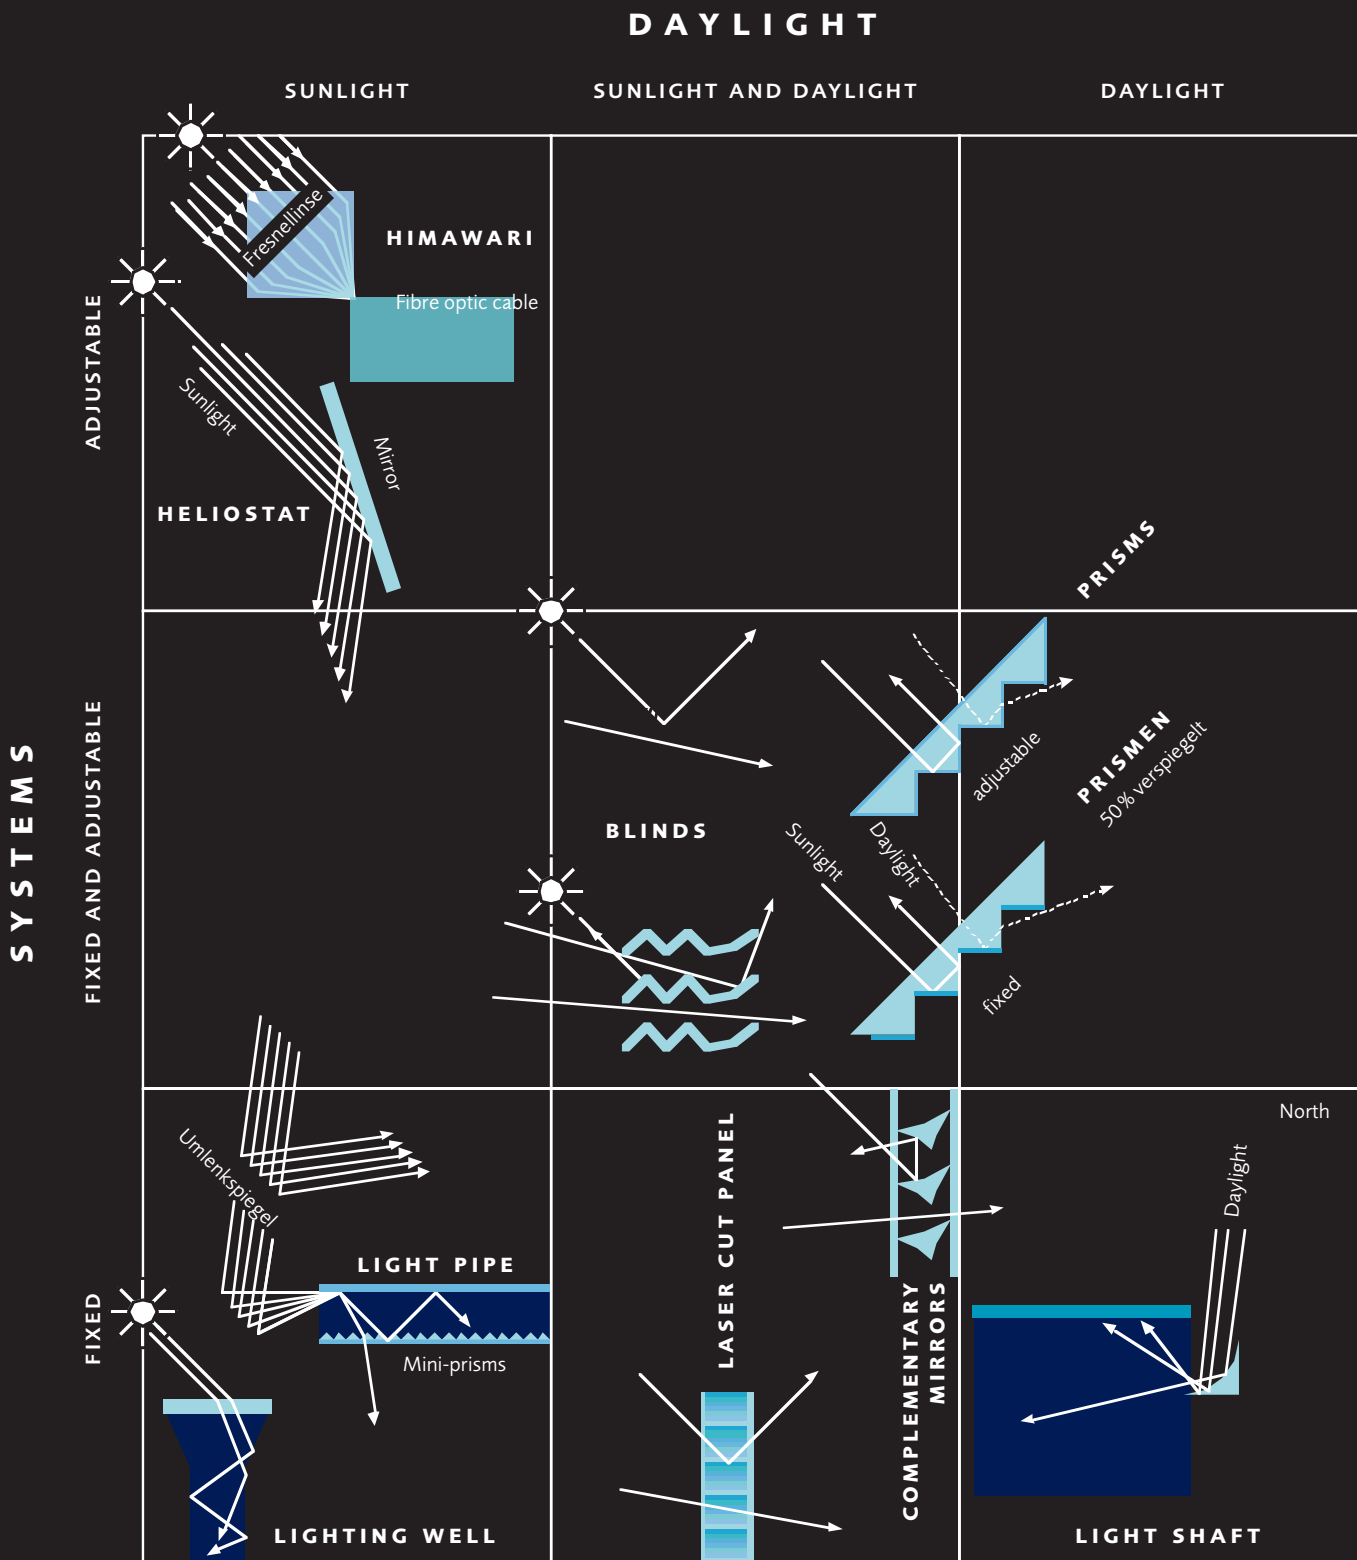 DAYLIGHT
SUNLIGHT
SUNLIGHT AND DAYLIGHT
DAYLIGHT
SYSTEMS
ADJUSTABLE
Fresnellinse
HIMAWARI
Fibre optic cable
Sunlight
Mirror
HELIOSTAT
FIXED AND ADJUSTABLE
BLINDS
PRISMS
adjustable
PRISMEN
50% verspiegelt
Sunlight
Daylight
fixed
FIXED
Umlenkspiegel
LIGHT PIPE
Mini-prisms
LIGHTING WELL
LASER CUT PANEL
COMPLEMENTARY
MIRRORS
North
Daylight
LIGHT SHAFT